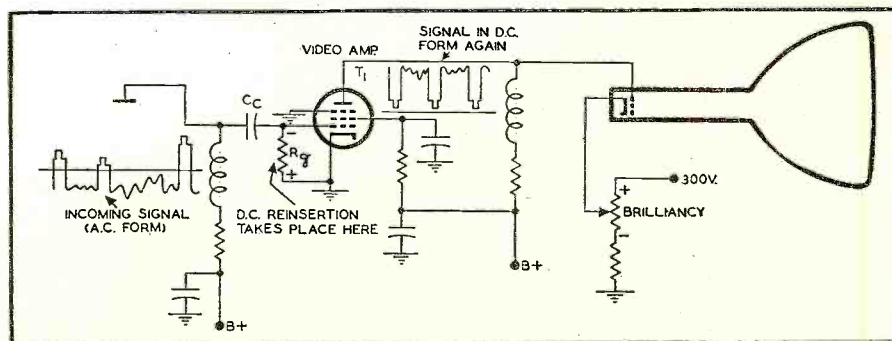 VIDEO AMP.
T1
SIGNAL IN D.C.
FORM AGAIN
CC
Rg
-
+
INCOMING SIGNAL
(A.C. FORM)
D.C. REINSERTION
TAKES PLACE HERE
B+
B+
300V.
+
BRILLIANCY
-